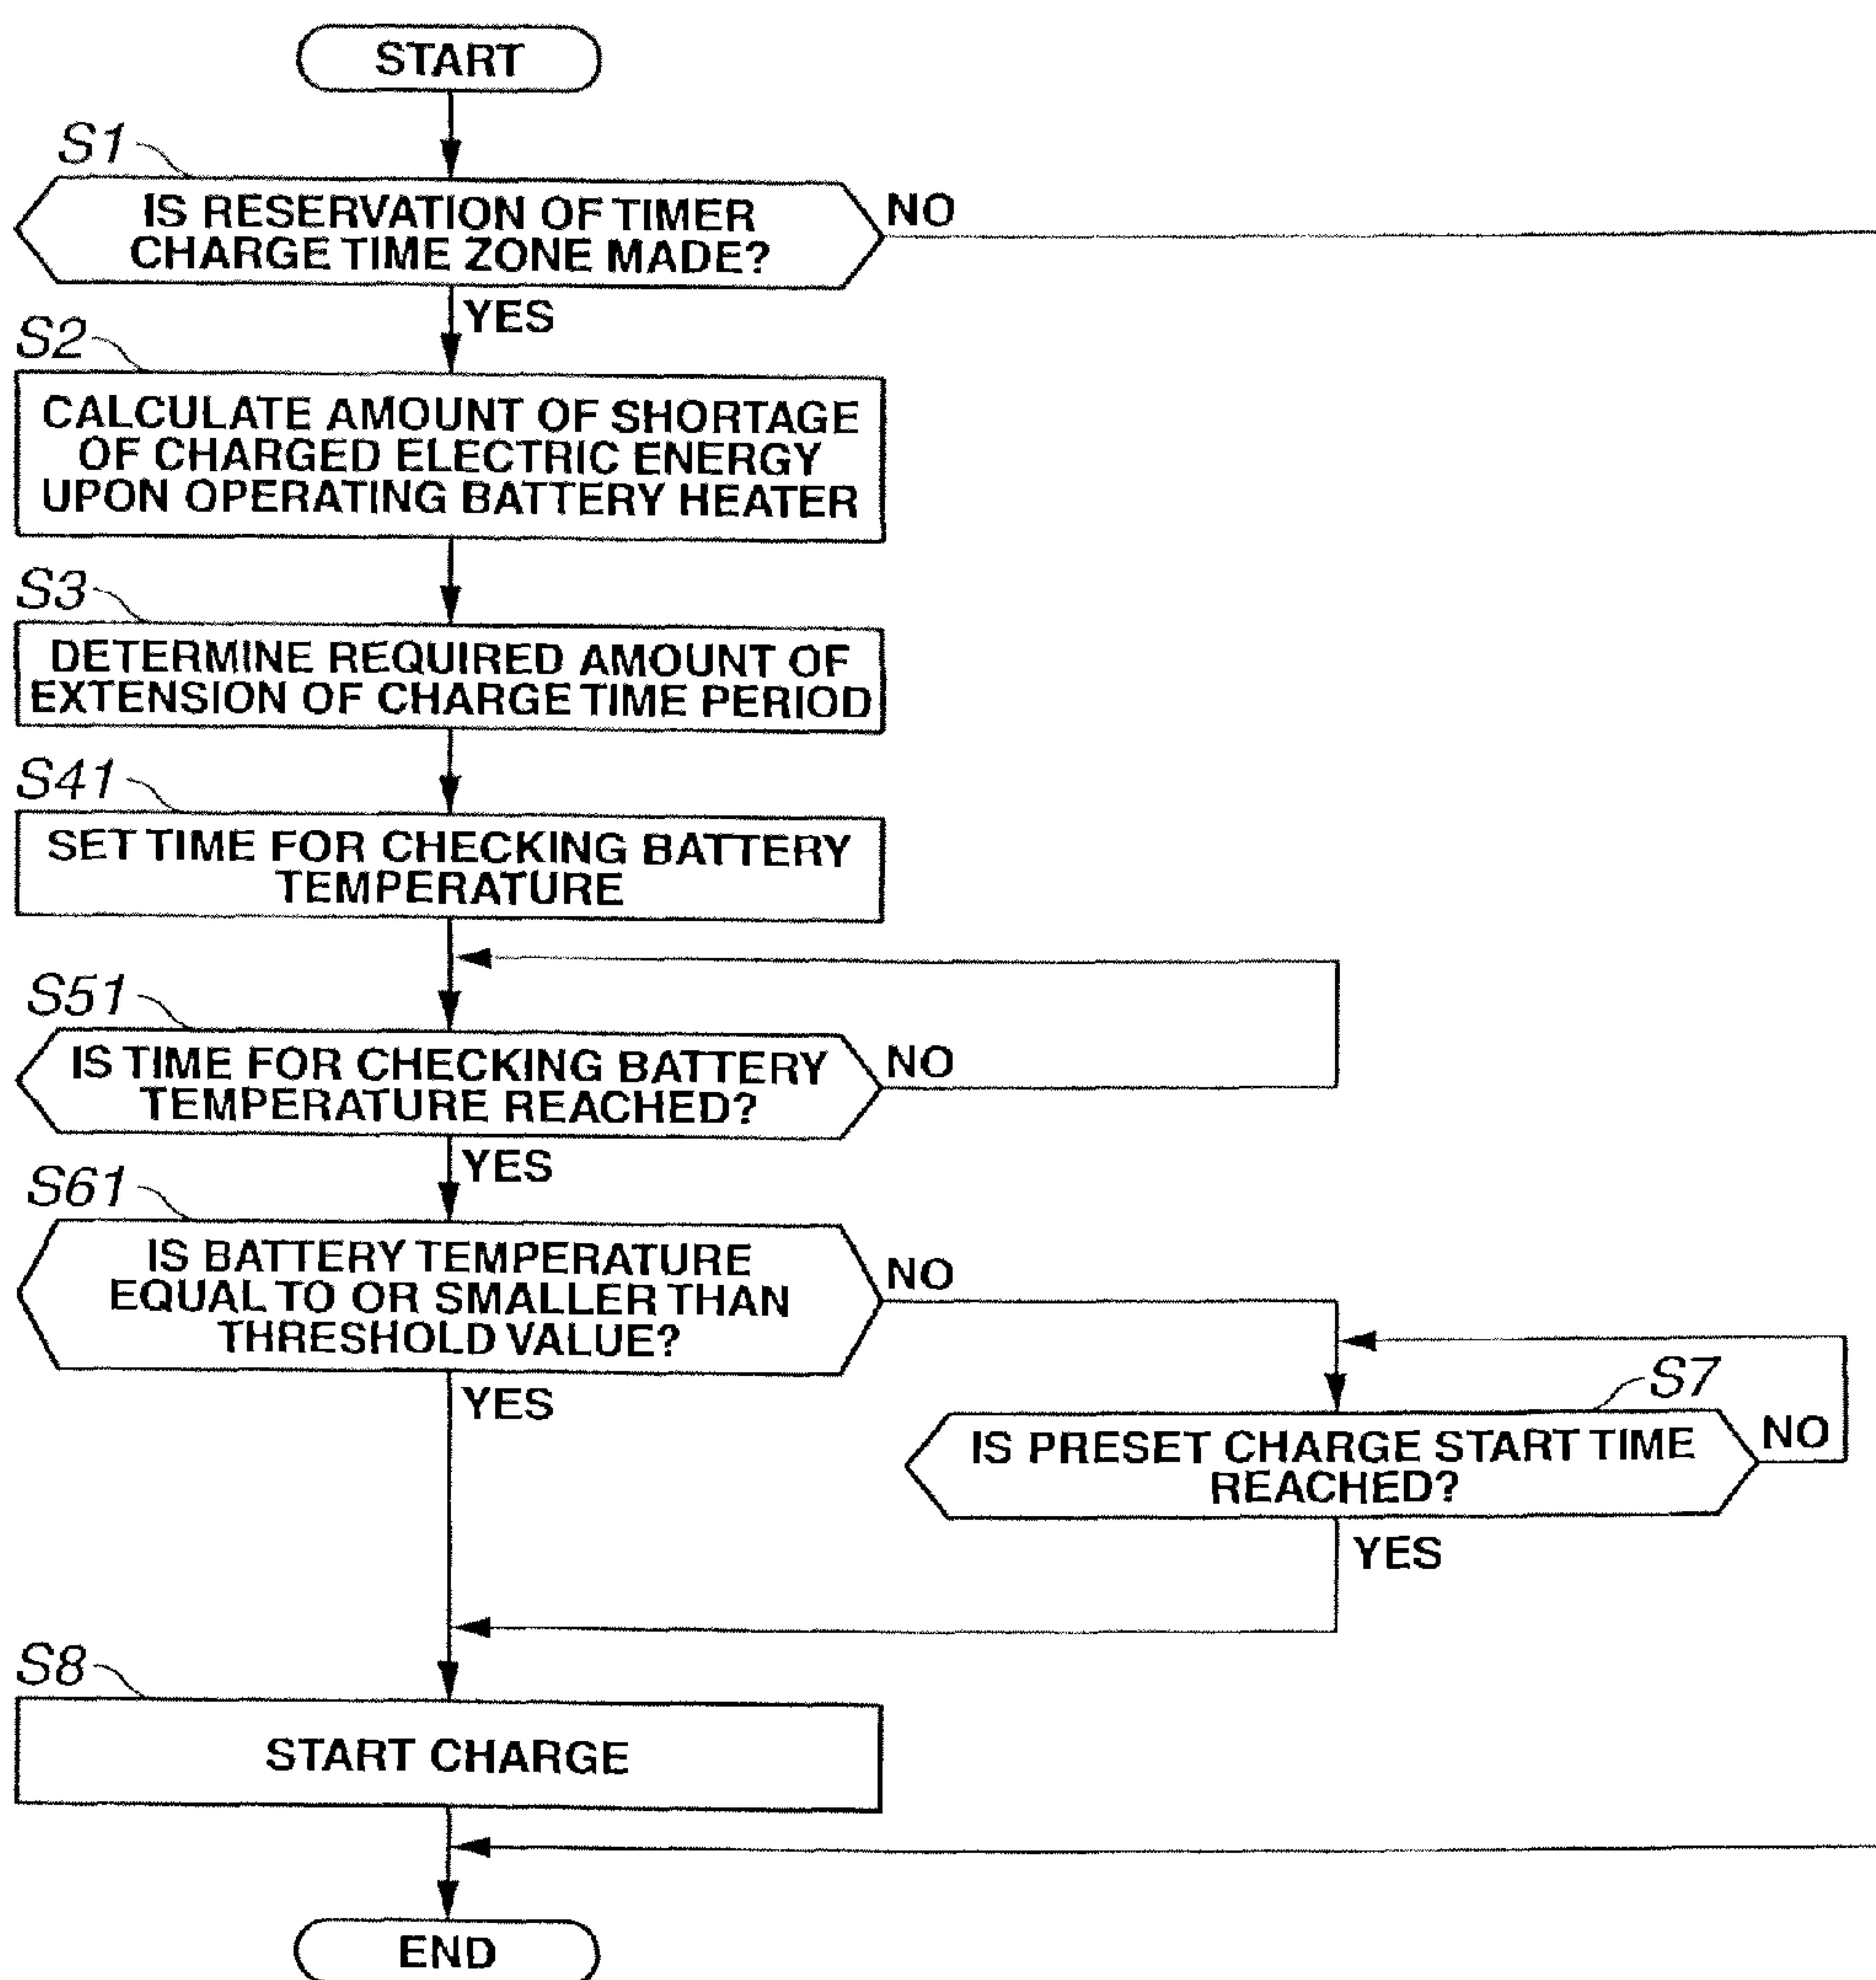 START
S1
IS RESERVATION OF TIMER
CHARGE TIME ZONE MADE?
NO
YES
S2
CALCULATE AMOUNT OF SHORTAGE
OF CHARGED ELECTRIC ENERGY
UPON OPERATING BATTERY HEATER
S3
DETERMINE REQUIRED AMOUNT OF
EXTENSION OF CHARGE TIME PERIOD
S41
SET TIME FOR CHECKING BATTERY
TEMPERATURE
S51
IS TIME FOR CHECKING BATTERY
TEMPERATURE REACHED?
NO
YES
S61
IS BATTERY TEMPERATURE
EQUAL TO OR SMALLER THAN
THRESHOLD VALUE?
NO
YES
S7
IS PRESET CHARGE START TIME
REACHED?
NO
YES
S8
START CHARGE
END